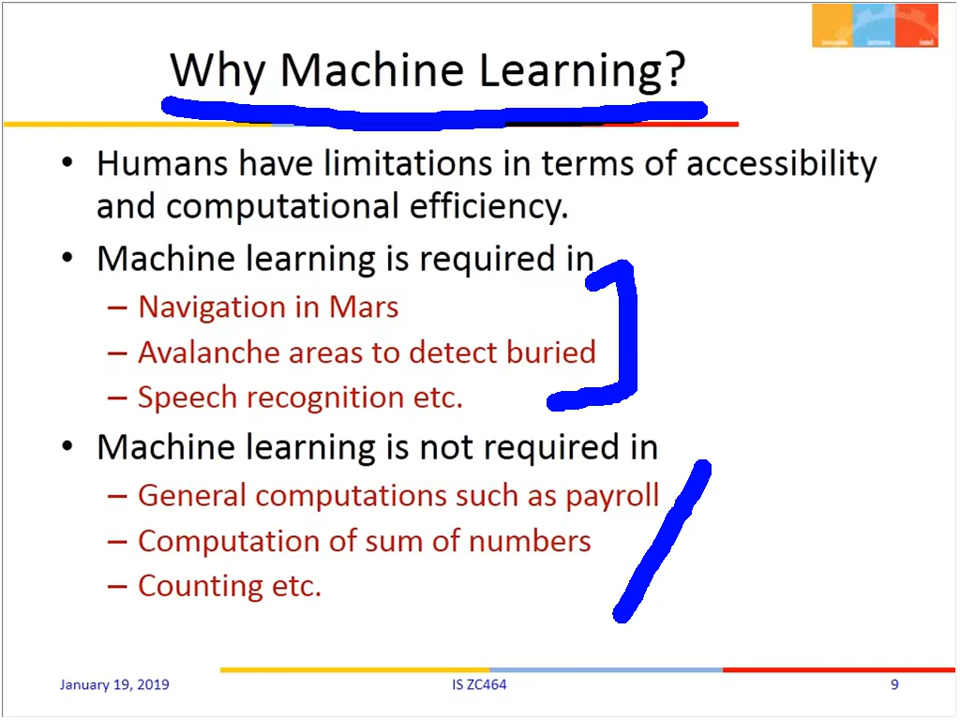 Why Machine Learning?
• Humans have limitations in terms of accessibility
and computational efficiency.
• Machine learning is required in
– Navigation in Mars
– Avalanche areas to detect buried
– Speech recognition etc.
• Machine learning is not required in
– General computations such as payroll
– Computation of sum of numbers
– Counting etc.
January 19, 2019 IS ZC464 9